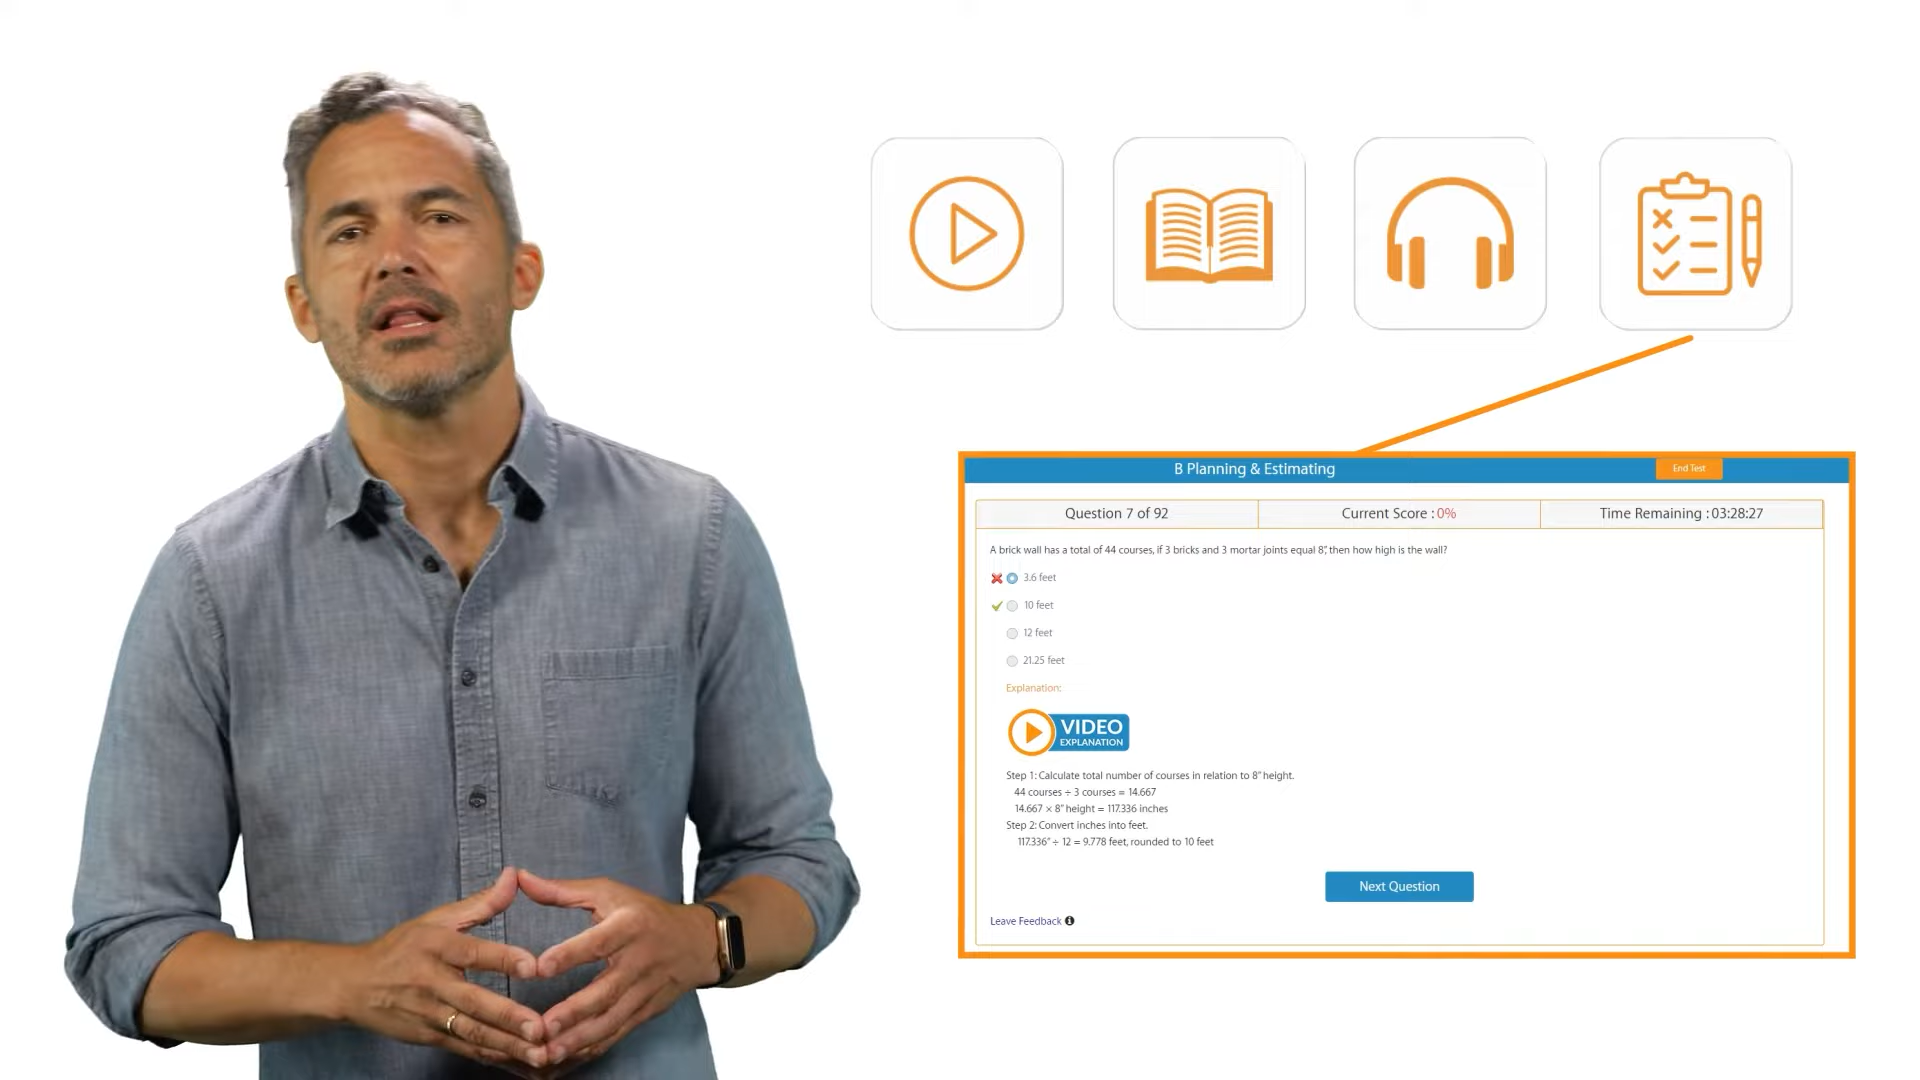 B Planning & Estimating
End Test
Question 7 of 92
Current Score : 0%
Time Remaining : 03:28:27
A brick wall has a total of 44 courses, if 3 bricks and 3 mortar joints equal 8", then how high is the wall?
3.6 feet
10 feet
12 feet
21.25 feet
Explanation:
VIDEO
EXPLANATION
Step 1: Calculate total number of courses in relation to 8" height.
44 courses ÷ 3 courses = 14.667
14.667 × 8" height = 117.336 inches
Step 2: Convert inches into feet.
117.336" ÷ 12 = 9.778 feet, rounded to 10 feet
Next Question
Leave Feedback